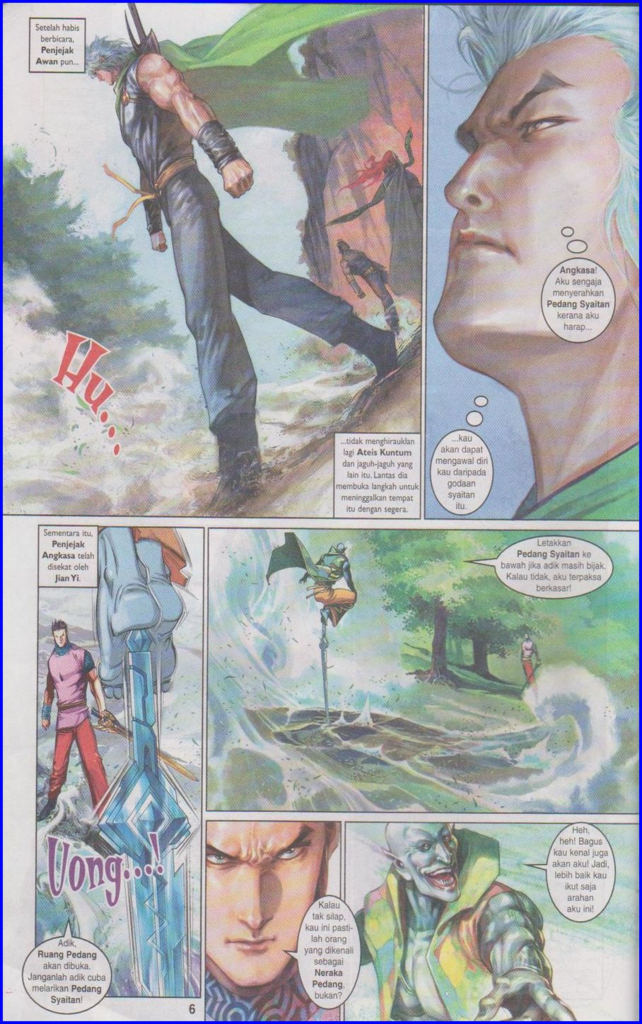 Setelah habis
berbicara,
Penjejak
Awan pun...
Angkasa!
Aku sengaja
menyerahkan
Pedang Syaitan
kerana aku
harap...
Hu...
...tidak menghirauklan
lagi Ateis Kuntum
dan jaguh-jaguh yang
lain itu. Lantas dia
membuka langkah untuk
meninggalkan tempat
itu dengan segera.
...kau
akan dapat
mengawal diri
kau daripada
godaan
syaitan
itu.
Sementara itu,
Penjejak
Angkasa telah
disekat oleh
Jian Yi.
Letakkan
Pedang Syaitan ke
bawah jika adik masih bijak.
Kalau tidak, aku terpaksa
berkasar!
Uong...!
Adik,
Ruang Pedang
akan dibuka.
Janganlah adik cuba
melarikan Pedang
Syaitan!
Kalau
tak silap,
kau ini pasti-
lah orang
yang dikenali
sebagai
Neraka
Pedang,
bukan?
Heh,
heh! Bagus
kau kenal juga
akan aku! Jadi,
lebih baik kau
ikut saja
arahan
aku ini!
6